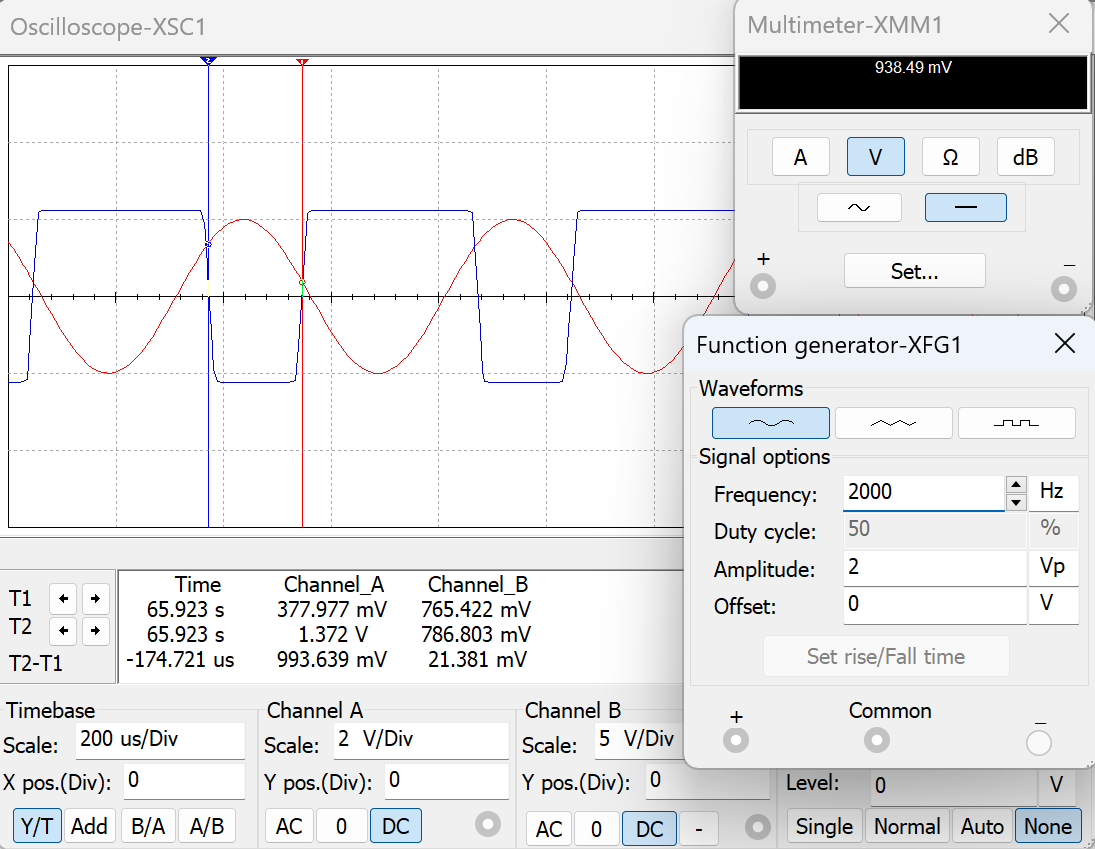 Oscilloscope-XSC1
2
1
Time Channel_A Channel_B
T1 65.923 s 377.977 mV 765.422 mV
T2 65.923 s 1.372 V 786.803 mV
T2-T1 -174.721 us 993.639 mV 21.381 mV
Timebase
Scale: 200 us/Div
X pos.(Div): 0
Y/T Add B/A A/B
Channel A
Scale: 2 V/Div
Y pos.(Div): 0
AC 0 DC
Channel B
Scale: 5 V/Div
Y pos.(Div): 0
AC 0 DC -
Level: 0 V
Single Normal Auto None
Multimeter-XMM1
938.49 mV
A V Ω dB
+ Set... −
Function generator-XFG1
Waveforms
Signal options
Frequency: 2000 Hz
Duty cycle: 50 %
Amplitude: 2 Vp
Offset: 0 V
Set rise/Fall time
+ Common −